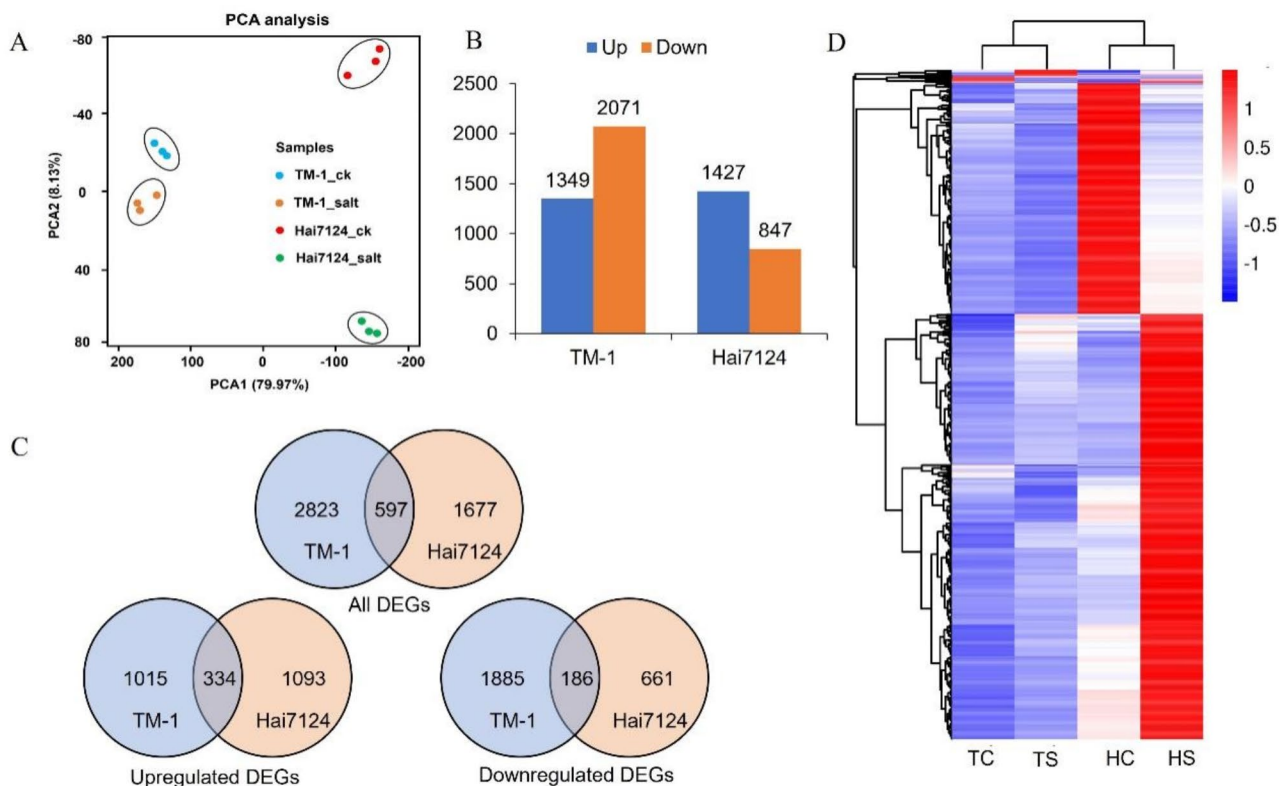 A
PCA analysis
-80
-40
0
40
80
PCA2 (8.13%)
200
100
0
-100
-200
PCA1 (79.97%)
Samples
TM-1_ck
TM-1_salt
Hai7124_ck
Hai7124_salt
B
Up
Down
2500
2000
1500
1000
500
0
1349
2071
1427
847
TM-1
Hai7124
C
2823
597
1677
TM-1
Hai7124
All DEGs
1015
334
1093
TM-1
Hai7124
Upregulated DEGs
1885
186
661
TM-1
Hai7124
Downregulated DEGs
D
1
0.5
0
-0.5
-1
TC
TS
HC
HS